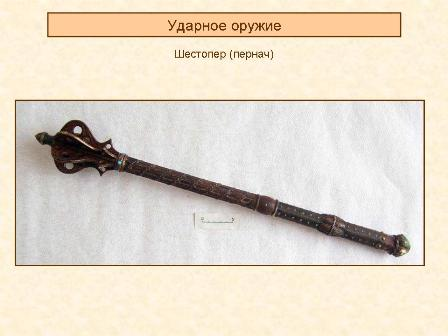 Ударное оружие
Шестопер (пернач)